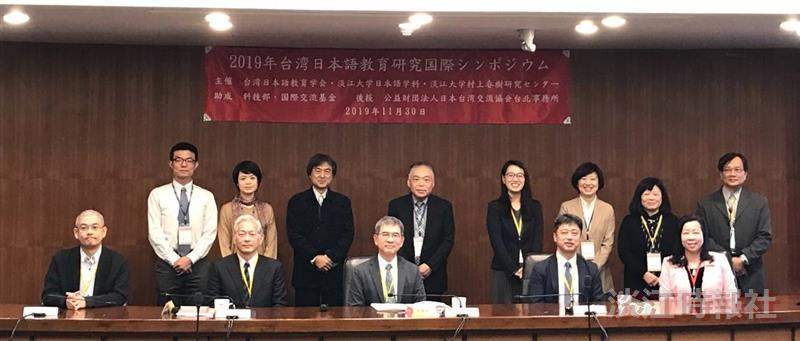 2019年台湾日本語教育研究国際シンポジウム
主催 台湾日本語教育学会・淡江大学日本語学科・淡江大学村上春樹研究センター
助成 科技部・国際交流基金 後援 公益財団法人日本台湾交流協会台北事務所
2019年11月30日
淡江時報社